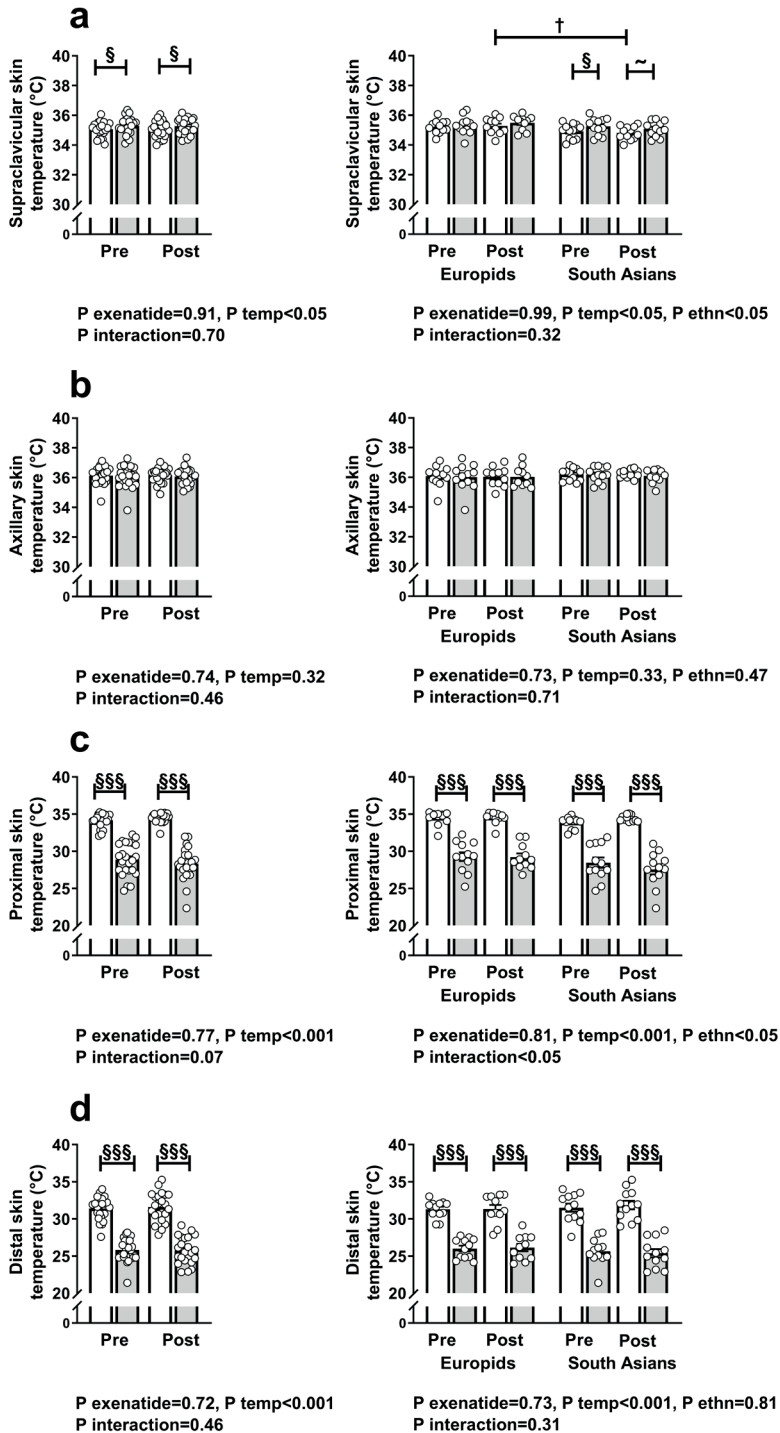 a
Supraclavicular skin
temperature (°C)
40
38
36
34
32
30
0
§
§
Pre
Post
P exenatide=0.91, P temp<0.05
P interaction=0.70
Supraclavicular skin
temperature (°C)
40
38
36
34
32
30
0
†
§
~
Pre
Post
Pre
Post
Europids
South Asians
P exenatide=0.99, P temp<0.05, P ethn<0.05
P interaction=0.32
b
Axillary skin
temperature (°C)
40
38
36
34
32
30
0
Pre
Post
P exenatide=0.74, P temp=0.32
P interaction=0.46
Axillary skin
temperature (°C)
40
38
36
34
32
30
0
Pre
Post
Pre
Post
Europids
South Asians
P exenatide=0.73, P temp=0.33, P ethn=0.47
P interaction=0.71
c
Proximal skin
temperature (°C)
40
35
30
25
20
0
§§§
§§§
Pre
Post
P exenatide=0.77, P temp<0.001
P interaction=0.07
Proximal skin
temperature (°C)
40
35
30
25
20
0
§§§
§§§
§§§
§§§
Pre
Post
Pre
Post
Europids
South Asians
P exenatide=0.81, P temp<0.001, P ethn<0.05
P interaction<0.05
d
Distal skin
temperature (°C)
40
35
30
25
20
0
§§§
§§§
Pre
Post
P exenatide=0.72, P temp<0.001
P interaction=0.46
Distal skin
temperature (°C)
40
35
30
25
20
0
§§§
§§§
§§§
§§§
Pre
Post
Pre
Post
Europids
South Asians
P exenatide=0.73, P temp<0.001, P ethn=0.81
P interaction=0.31